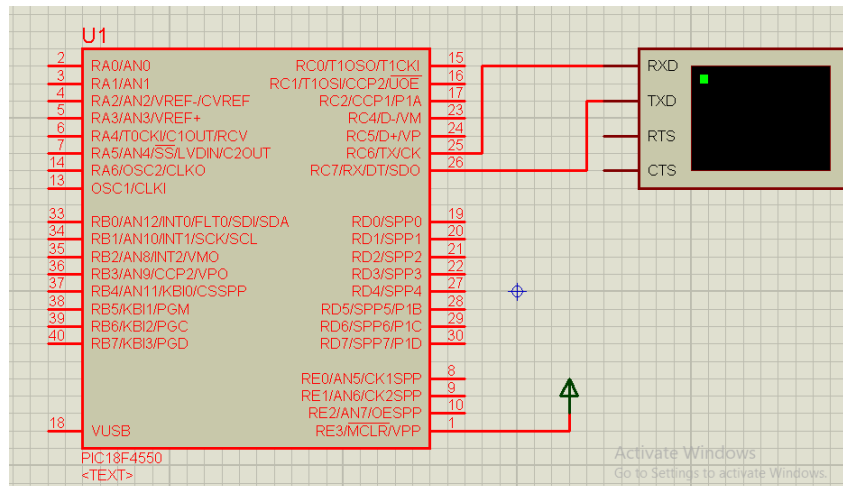 U1
2 RA0/AN0 RC0/T1OSO/T1CKI 15 RXD
3 RA1/AN1 RC1/T1OSI/CCP2/UOE 16
4 RA2/AN2/VREF-/CVREF RC2/CCP1/P1A 17 TXD
5 RA3/AN3/VREF+ RC4/D-/VM 23
6 RA4/T0CKI/C1OUT/RCV RC5/D+/VP 24 RTS
7 RA5/AN4/SS/LVDIN/C2OUT RC6/TX/CK 25
14 RA6/OSC2/CLKO RC7/RX/DT/SDO 26 CTS
13 OSC1/CLKI
33 RB0/AN12/INT0/FLT0/SDI/SDA RD0/SPP0 19
34 RB1/AN10/INT1/SCK/SCL RD1/SPP1 20
35 RB2/AN8/INT2/VMO RD2/SPP2 21
36 RB3/AN9/CCP2/VPO RD3/SPP3 22
37 RB4/AN11/KBI0/CSSPP RD4/SPP4 27
38 RB5/KBI1/PGM RD5/SPP5/P1B 28
39 RB6/KBI2/PGC RD6/SPP6/P1C 29
40 RB7/KBI3/PGD RD7/SPP7/P1D 30
RE0/AN5/CK1SPP 8
RE1/AN6/CK2SPP 9
RE2/AN7/OESPP 10
18 VUSB RE3/MCLR/VPP 1
PIC18F4550
<TEXT>
Activate Windows
Go to Settings to activate Windows.